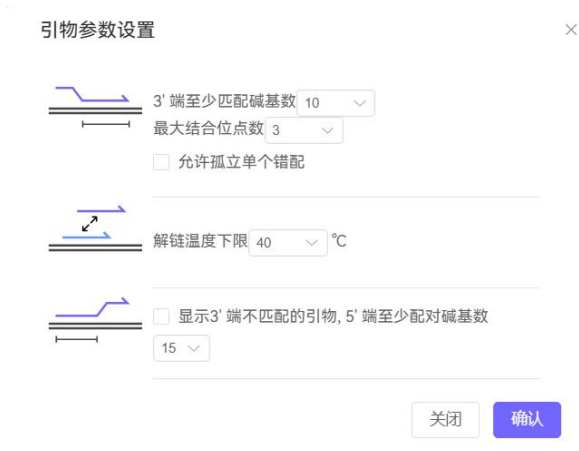 引物参数设置
3' 端至少匹配碱基数 10
最大结合位点数 3
允许孤立单个错配
解链温度下限 40 ℃
显示3' 端不匹配的引物, 5' 端至少配对碱基数
15
关闭 确认